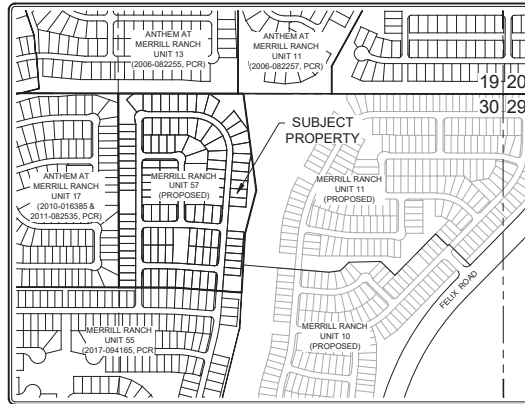 ANTHEM AT
MERRILL RANCH
UNIT 13
(2006-082255, PCR)
ANTHEM AT
MERRILL RANCH
UNIT 11
(2006-082257, PCR)
19 20
30 29
SUBJECT
PROPERTY
ANTHEM AT
MERRILL RANCH
UNIT 17
(2010-016385 &
2011-082535, PCR)
MERRILL RANCH
UNIT 57
(PROPOSED)
MERRILL RANCH
UNIT 11
(PROPOSED)
FELIX ROAD
MERRILL RANCH
UNIT 55
(2017-094165, PCR)
MERRILL RANCH
UNIT 10
(PROPOSED)